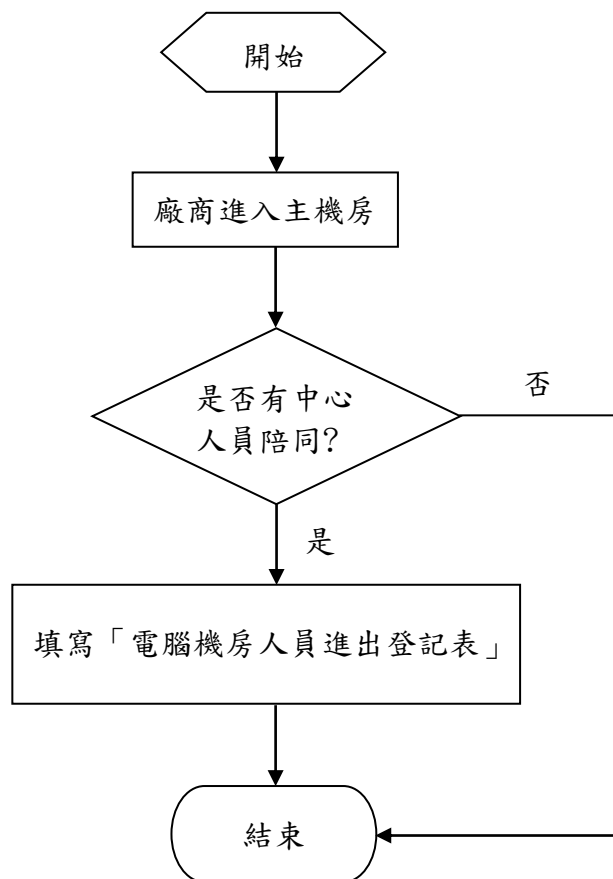 開始
廠商進入主機房
是否有中心
人員陪同?
否
是
填寫「電腦機房人員進出登記表」
結束